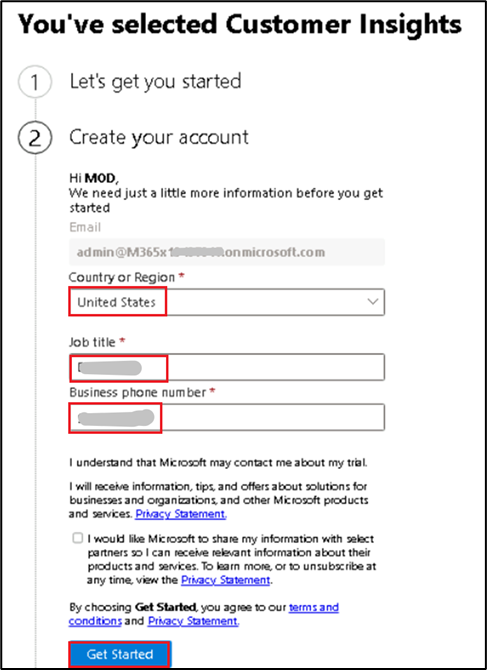 You've selected Customer Insights
1 Let's get you started
2 Create your account
Hi MOD,
We need just a little more information before you get
started
Email
admin@M365x .onmicrosoft.com
Country or Region *
United States
Job title *
Business phone number *
I understand that Microsoft may contact me about my trial.
I will receive information, tips, and offers about solutions for
businesses and organizations, and other Microsoft products
and services. Privacy Statement.
I would like Microsoft to share my information with select
partners so I can receive relevant information about their
products and services. To learn more, or to unsubscribe at
any time, view the Privacy Statement.
By choosing Get Started, you agree to our terms and
conditions and Privacy Statement.
Get Started